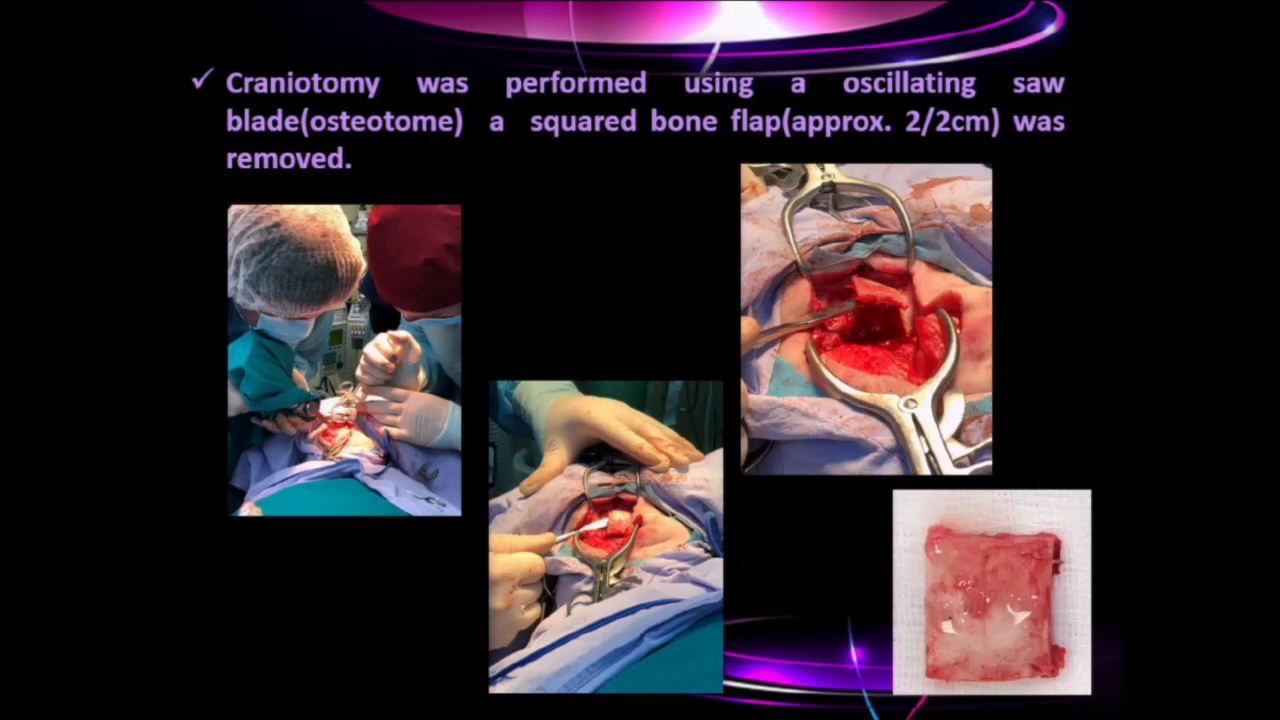 ✓ Craniotomy was performed using a oscillating saw
blade(osteotome) a squared bone flap(approx. 2/2cm) was
removed.